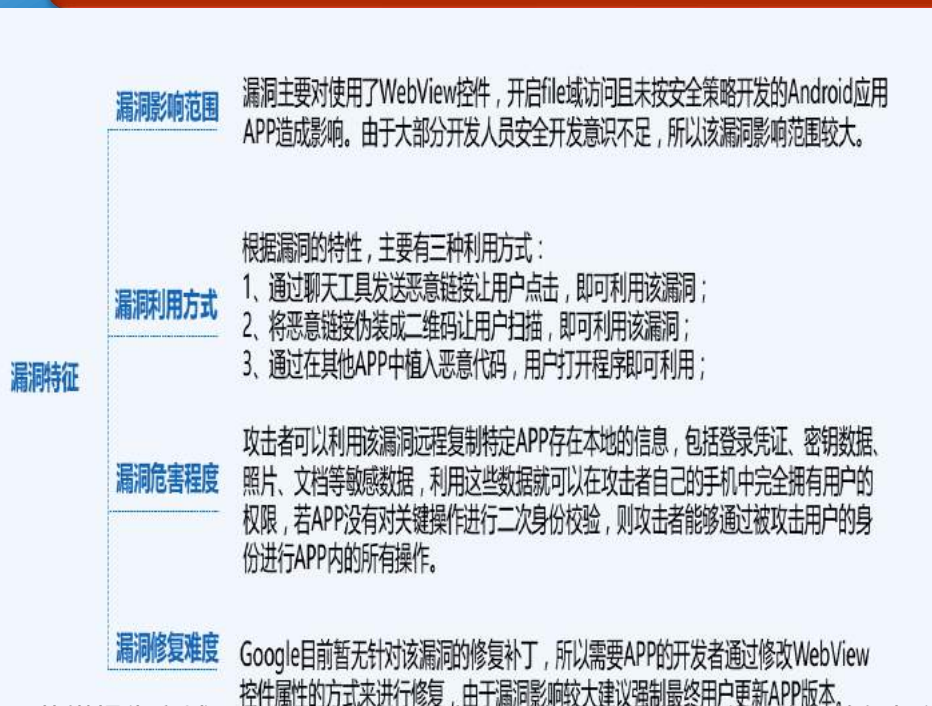 漏洞特征
漏洞影响范围
漏洞主要对使用了WebView控件，开启file域访问且未按安全策略开发的Android应用
APP造成影响。由于大部分开发人员安全开发意识不足，所以该漏洞影响范围较大。
漏洞利用方式
根据漏洞的特性，主要有三种利用方式：
1、通过聊天工具发送恶意链接让用户点击，即可利用该漏洞；
2、将恶意链接伪装成二维码让用户扫描，即可利用该漏洞；
3、通过在其他APP中植入恶意代码，用户打开程序即可利用；
漏洞危害程度
攻击者可以利用该漏洞远程复制特定APP存在本地的信息，包括登录凭证、密钥数据、
照片、文档等敏感数据，利用这些数据就可以在攻击者自己的手机中完全拥有用户的
权限，若APP没有对关键操作进行二次身份校验，则攻击者能够通过被攻击用户的身
份进行APP内的所有操作。
漏洞修复难度
Google目前暂无针对该漏洞的修复补丁，所以需要APP的开发者通过修改WebView
控件属性的方式来进行修复，由于漏洞影响较大建议强制最终用户更新APP版本。